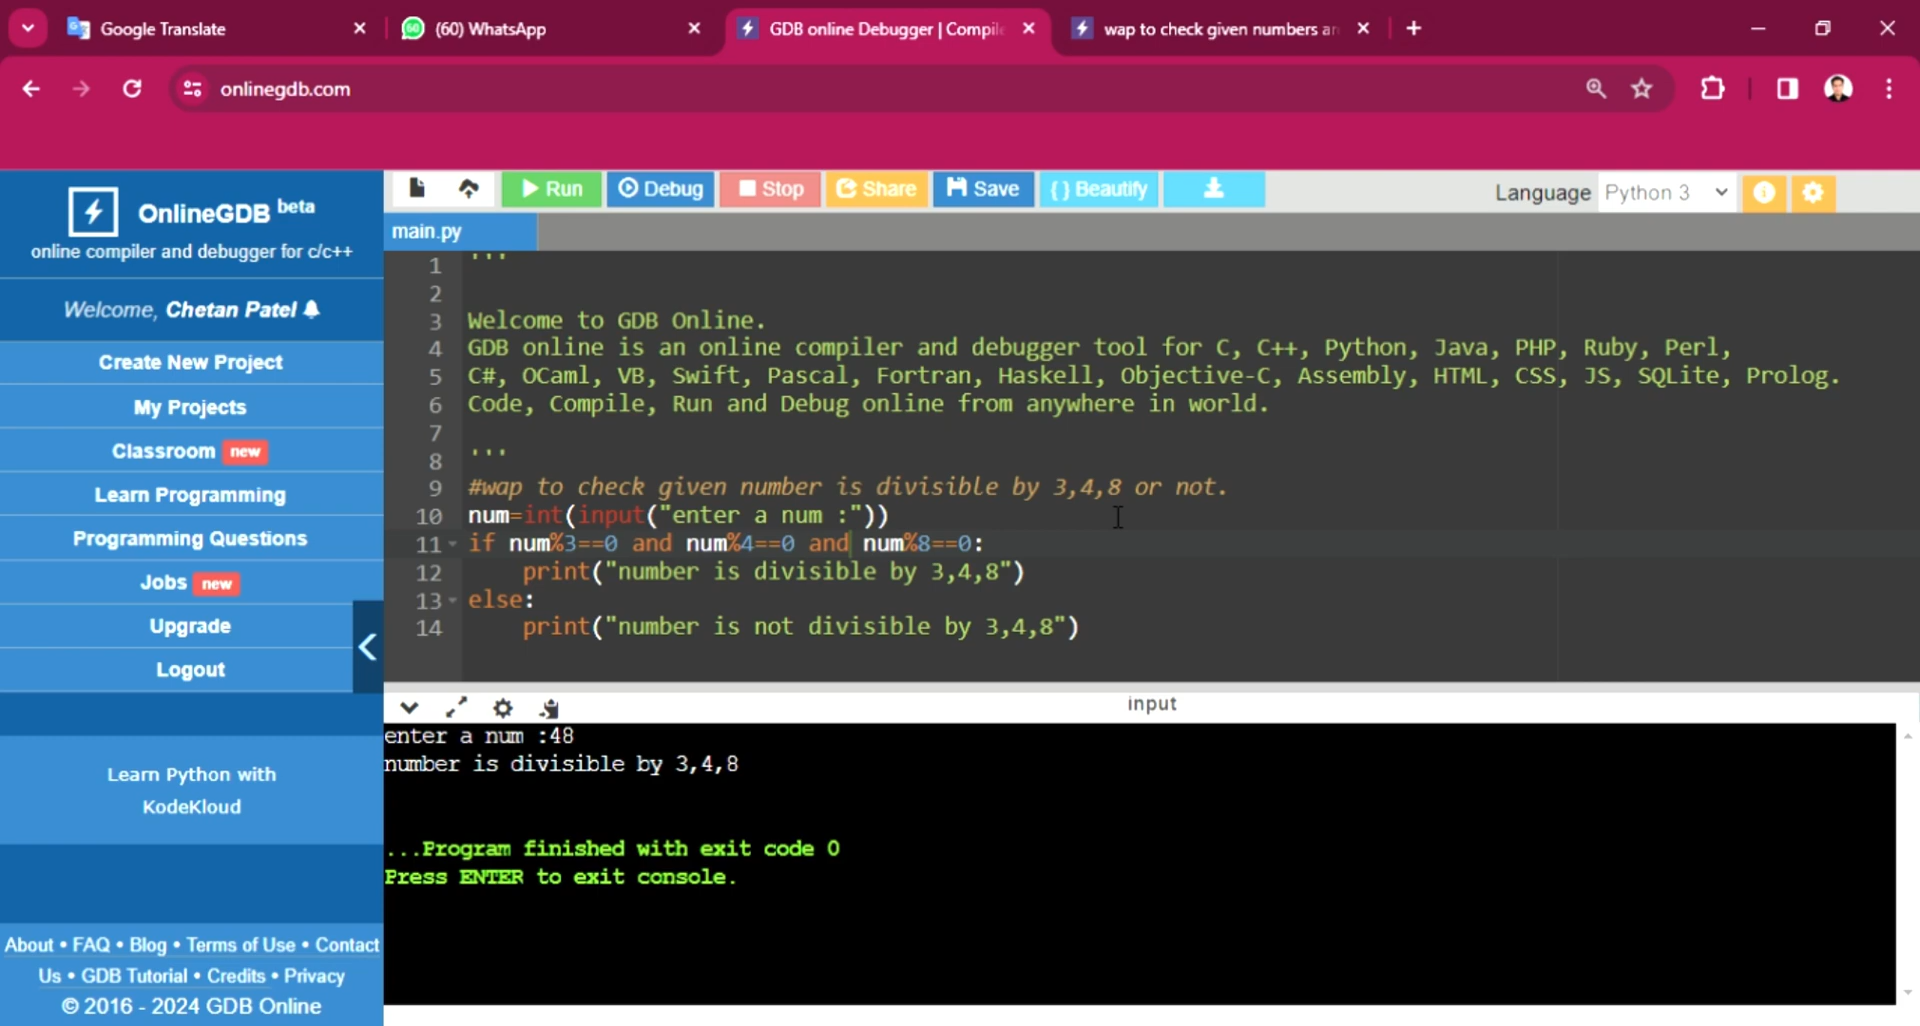 Google Translate
(60) WhatsApp
GDB online Debugger | Compile
wap to check given numbers ar
onlinegdb.com
OnlineGDB beta
online compiler and debugger for c/c++
Welcome, Chetan Patel
Create New Project
My Projects
Classroom new
Learn Programming
Programming Questions
Jobs new
Upgrade
Logout
Learn Python with
KodeKloud
About • FAQ • Blog • Terms of Use • Contact
Us • GDB Tutorial • Credits • Privacy
© 2016 - 2024 GDB Online
Run Debug Stop Share Save { } Beautify
Language Python 3
main.py
1 '''
2
3 Welcome to GDB Online.
4 GDB online is an online compiler and debugger tool for C, C++, Python, Java, PHP, Ruby, Perl,
5 C#, OCaml, VB, Swift, Pascal, Fortran, Haskell, Objective-C, Assembly, HTML, CSS, JS, SQLite, Prolog.
6 Code, Compile, Run and Debug online from anywhere in world.
7
8 '''
9 #wap to check given number is divisible by 3,4,8 or not.
10 num=int(input("enter a num :"))
11 if num%3==0 and num%4==0 and num%8==0:
12 print("number is divisible by 3,4,8")
13 else:
14 print("number is not divisible by 3,4,8")
input
enter a num :48
number is divisible by 3,4,8
...Program finished with exit code 0
Press ENTER to exit console.